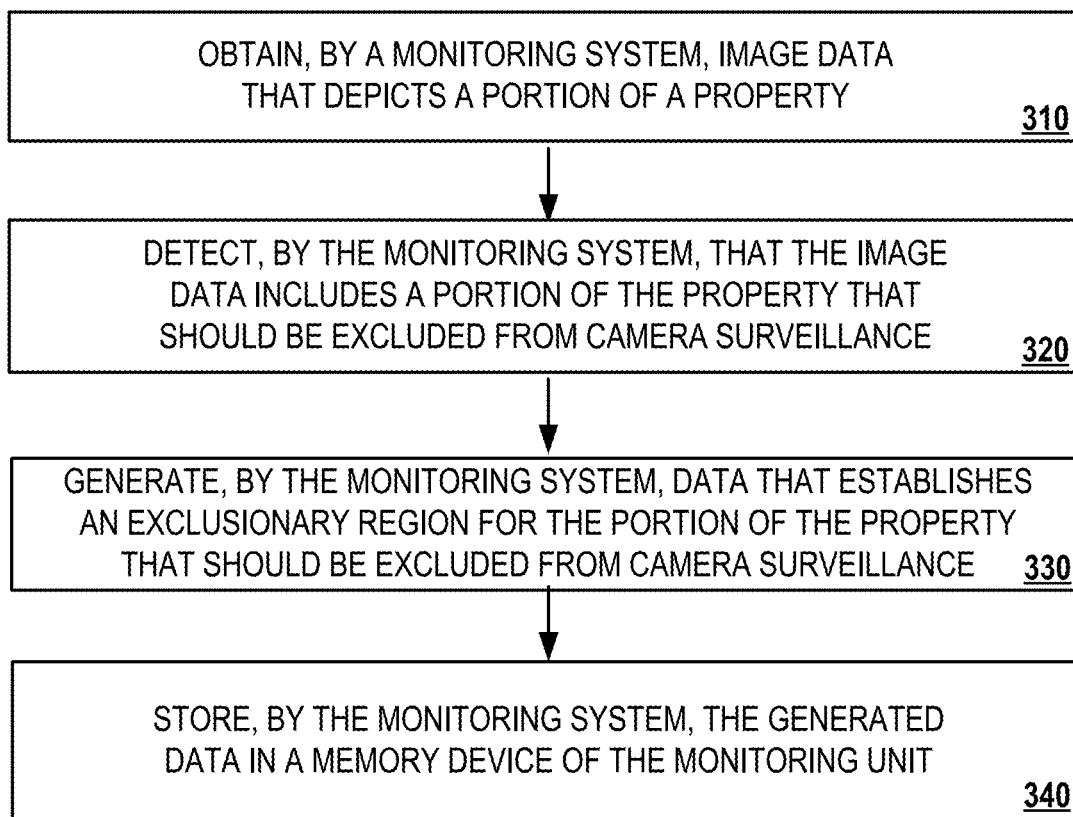 OBTAIN, BY A MONITORING SYSTEM, IMAGE DATA
THAT DEPICTS A PORTION OF A PROPERTY
310
DETECT, BY THE MONITORING SYSTEM, THAT THE IMAGE
DATA INCLUDES A PORTION OF THE PROPERTY THAT
SHOULD BE EXCLUDED FROM CAMERA SURVEILLANCE
320
GENERATE, BY THE MONITORING SYSTEM, DATA THAT ESTABLISHES
AN EXCLUSIONARY REGION FOR THE PORTION OF THE PROPERTY
THAT SHOULD BE EXCLUDED FROM CAMERA SURVEILLANCE
330
STORE, BY THE MONITORING SYSTEM, THE GENERATED
DATA IN A MEMORY DEVICE OF THE MONITORING UNIT
340